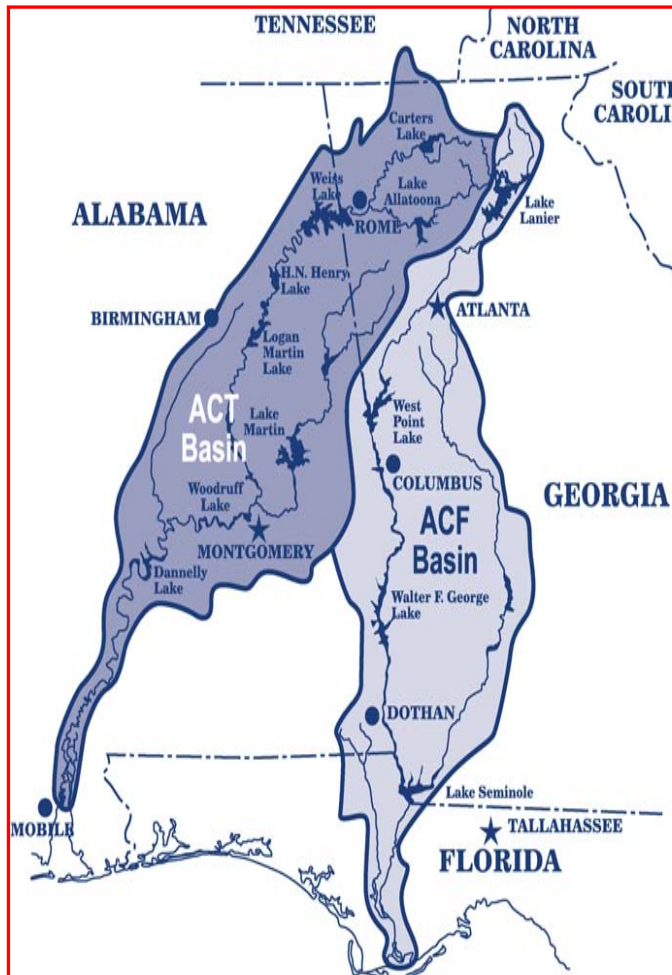 TENNESSEE
NORTH
CAROLINA
SOUT
CAROLI
Carters
Lake
Weiss
Lake
Lake
Allatoona
ROME
Lake
Lanier
ALABAMA
H.N. Henry
Lake
BIRMINGHAM
ATLANTA
Logan
Martin
Lake
ACT
Basin
Lake
Martin
West
Point
Lake
COLUMBUS
GEORGIA
Woodruff
Lake
ACF
Basin
MONTGOMERY
Dannelly
Lake
Walter F. George
Lake
DOTHAN
Lake Seminole
MOBILE
TALLAHASSEE
FLORIDA